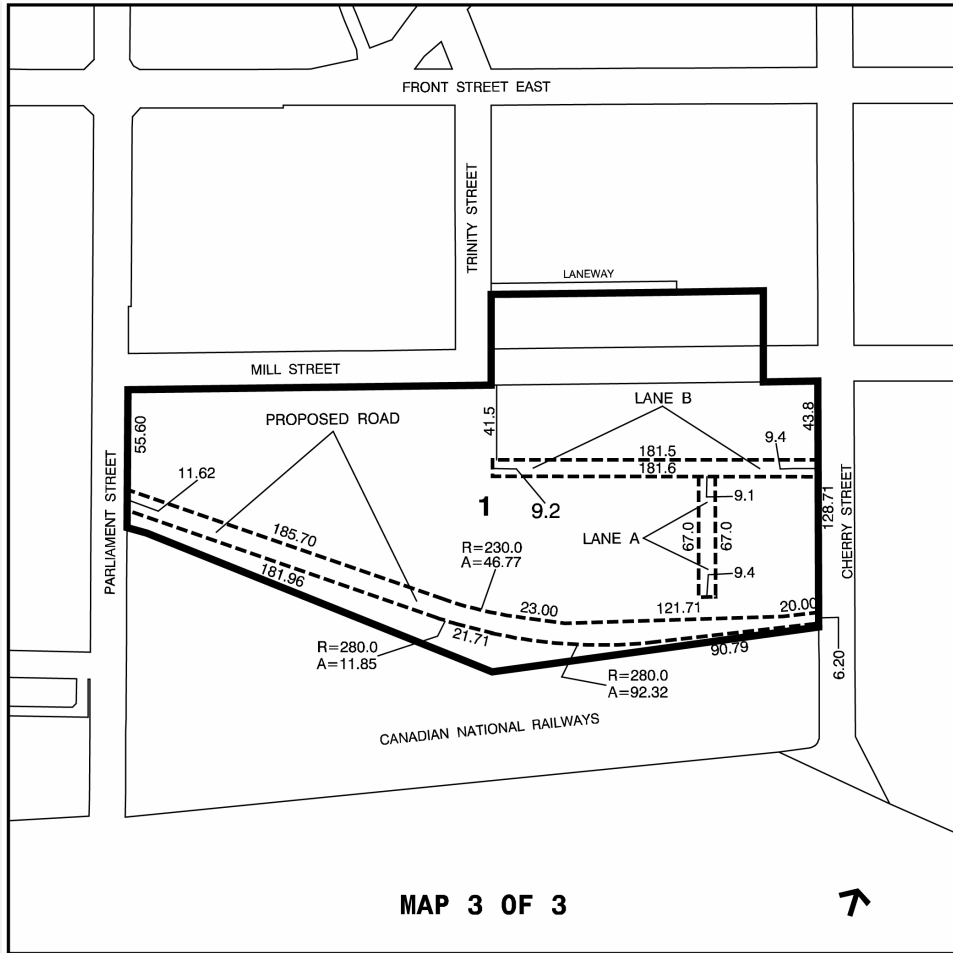 FRONT STREET EAST
TRINITY STREET
LANEWAY
MILL STREET
LANE B
PROPOSED ROAD
41.5
43.8
55.60
181.5
9.4
181.6
11.62
PARLIAMENT STREET
1
9.2
9.1
128.71
CHERRY STREET
185.70
LANE A
67.0
67.0
R=230.0
A=46.77
181.96
9.4
23.00
121.71
20.00
21.71
R=280.0
A=11.85
90.79
6.20
R=280.0
A=92.32
CANADIAN NATIONAL RAILWAYS
MAP 3 OF 3